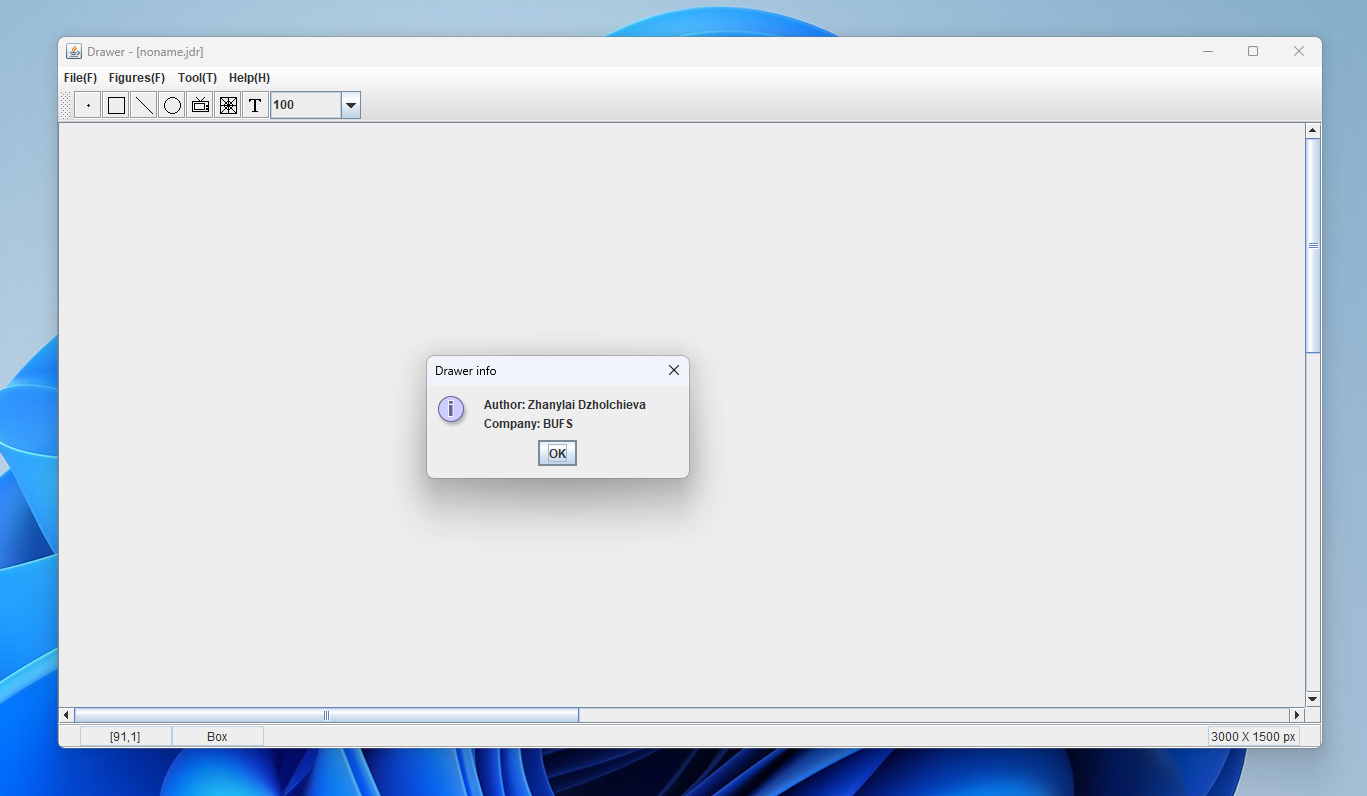 Drawer - [noname.jdr]
File(F) Figures(F) Tool(T) Help(H)
T 100
Drawer info
i
Author: Zhanylai Dzholchieva
Company: BUFS
OK
[91,1] Box 3000 X 1500 px